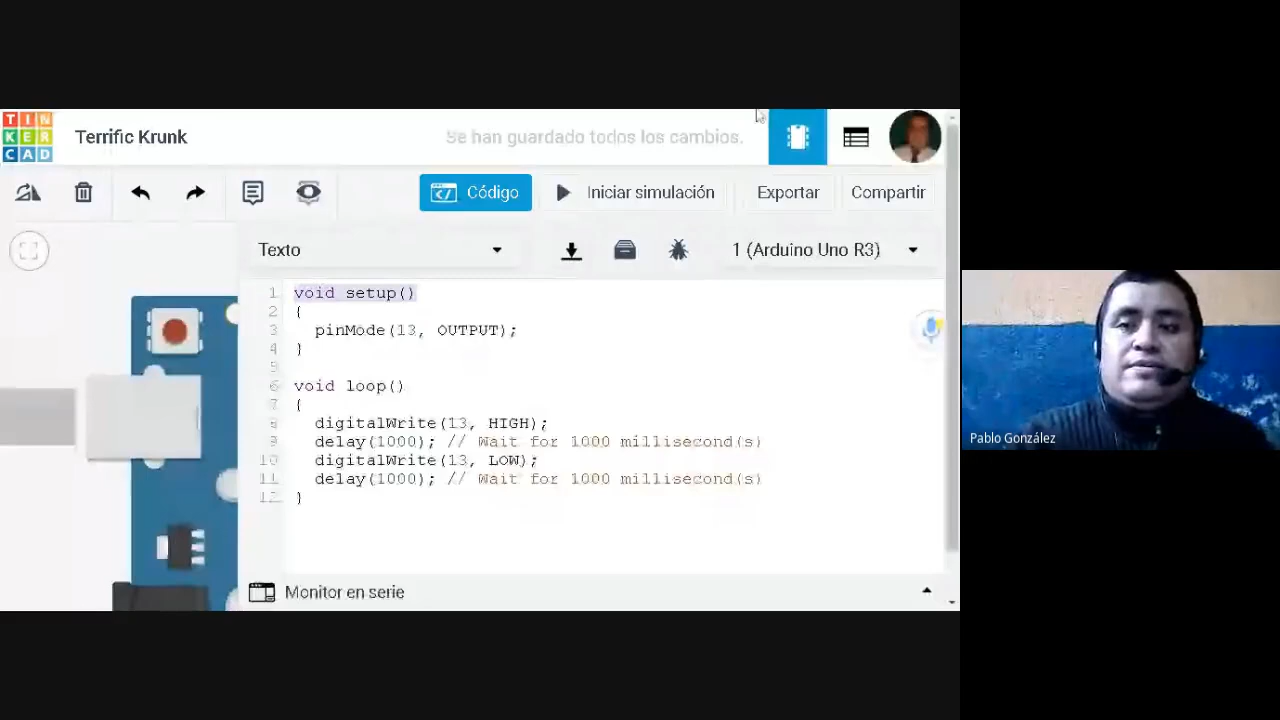 TIN
KER
CAD
Terrific Krunk
Se han guardado todos los cambios.
Código
Iniciar simulación
Exportar
Compartir
Texto
1 (Arduino Uno R3)
1 void setup()
2 {
3 pinMode(13, OUTPUT);
4 }
5
6 void loop()
7 {
8 digitalWrite(13, HIGH);
9 delay(1000); // Wait for 1000 millisecond(s)
10 digitalWrite(13, LOW);
11 delay(1000); // Wait for 1000 millisecond(s)
12 }
Monitor en serie
Pablo González